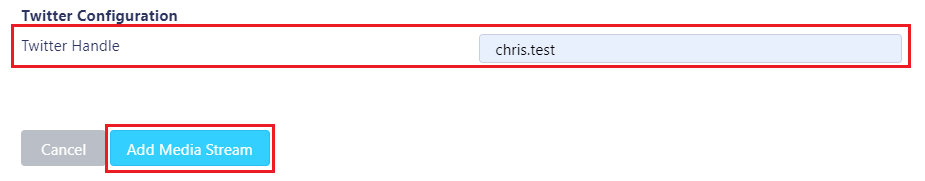 Twitter Configuration
Twitter Handle chris.test
Cancel Add Media Stream